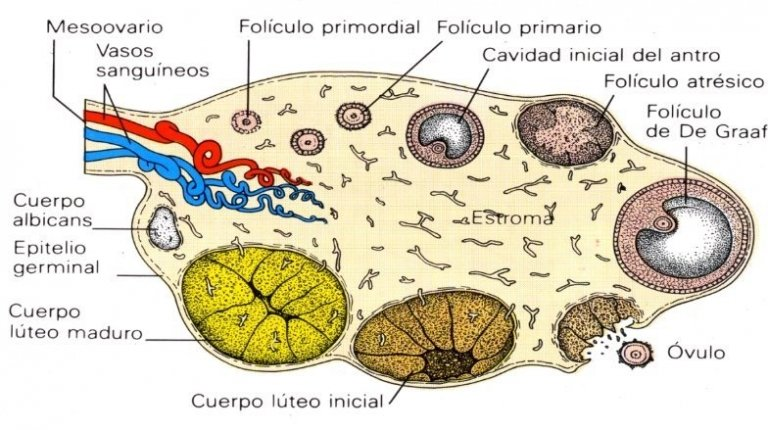 Mesoovario
Folículo primordial
Folículo primario
Vasos
sanguíneos
Cavidad inicial del antro
Folículo atrésico
Folículo
de De Graaf
Cuerpo
albicans
Estroma
Epitelio
germinal
Cuerpo
lúteo maduro
Óvulo
Cuerpo lúteo inicial